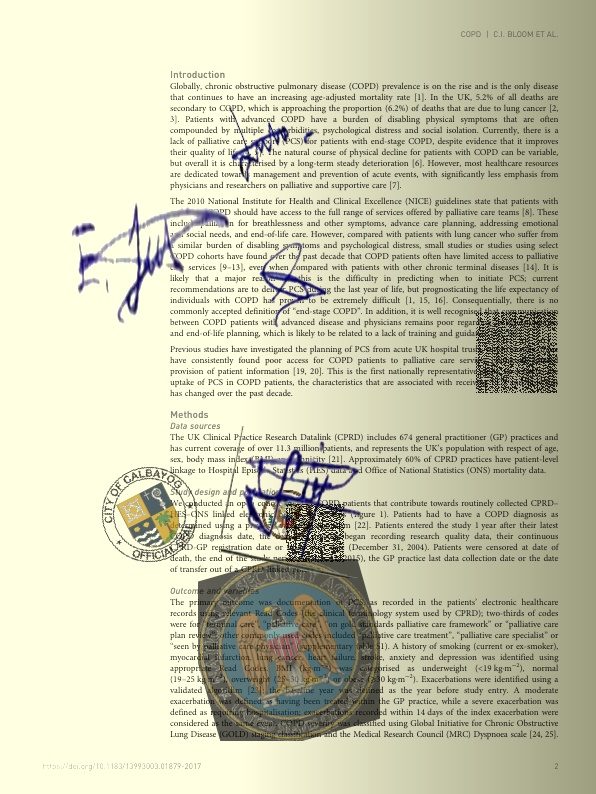 COPD | C.I. BLOOM ET AL.
Introduction
Globally, chronic obstructive pulmonary disease (COPD) prevalence is on the rise and is the only disease
that continues to have an increasing age-adjusted mortality rate [1]. In the UK, 5.2% of all deaths are
secondary to COPD, which is approaching the proportion (6.2%) of deaths that are due to lung cancer [2,
3]. Patients with advanced COPD have a burden of disabling physical symptoms that are often
compounded by multiple comorbidities, psychological distress and social isolation. Currently, there is a
lack of palliative care (PCS) for patients with end-stage COPD, despite evidence that it improves
their quality of life The natural course of physical decline for patients with COPD can be variable,
but overall it is characterised by a long-term steady deterioration [6]. However, most healthcare resources
are dedicated towards management and prevention of acute events, with significantly less emphasis from
physicians and researchers on palliative and supportive care [7].
The 2010 National Institute for Health and Clinical Excellence (NICE) guidelines state that patients with
COPD should have access to the full range of services offered by palliative care teams [8]. These
for breathlessness and other symptoms, advance care planning, addressing emotional
and social needs, and end-of-life care. However, compared with patients with lung cancer who suffer from
a similar burden of disabling symptoms and psychological distress, small studies or studies using select
COPD cohorts have found over the past decade that COPD patients often have limited access to palliative
care services [9–13], even when compared with patients with other chronic terminal diseases [14]. It is
likely that a major reason this is the difficulty in predicting when to initiate PCS; current
recommendations are to deliver PCS during the last year of life, but prognosticating the life expectancy of
individuals with COPD has proven to be extremely difficult [1, 15, 16]. Consequentially, there is no
commonly accepted definition of "end-stage COPD". In addition, it is well recognised that communication
between COPD patients with advanced disease and physicians remains poor
and end-of-life planning, which is likely to be related to a lack of training and
Previous studies have investigated the planning of PCS from acute UK hospital
have consistently found poor access for COPD patients to palliative care
provision of patient information [19, 20]. This is the first nationally representative
uptake of PCS in COPD patients, the characteristics that are associated with
has changed over the past decade.
Methods
Data sources
The UK Clinical Practice Research Datalink (CPRD) includes 674 general practitioner (GP) practices and
has current coverage of over 11.3 million patients, and represents the UK's population with respect of age,
sex, body mass index (BMI) and ethnicity [21]. Approximately 60% of CPRD practices have patient-level
linkage to Hospital Episode Statistics (HES) data and Office of National Statistics (ONS) mortality data.
Study design and population
We conducted an open cohort COPD patients that contribute towards routinely collected CPRD–
HES–ONS linked (figure 1). Patients had to have a COPD diagnosis as
determined using a [22]. Patients entered the study 1 year after their latest
COPD diagnosis date, the began recording research quality data, their continuous
CPRD-GP registration date or (December 31, 2004). Patients were censored at date of
death, the end of the study period 2015), the GP practice last data collection date or the date
of transfer out of a CPRD-linked
Outcome and variables
The primary outcome was documentation of PCS, as recorded in the patients' electronic healthcare
records using relevant Read Codes (the clinical terminology system used by CPRD); two-thirds of codes
were for "terminal care", "palliative care", "on gold standards palliative care framework" or "palliative care
plan review"; other commonly used codes included "palliative care treatment", "palliative care specialist" or
"seen by palliative care physician" (supplementary table S1). A history of smoking (current or ex-smoker),
myocardial infarction, lung cancer, heart failure, stroke, anxiety and depression was identified using
appropriate Read Codes. BMI (kg·m−2) was categorised as underweight (<19 kg·m−2), normal
(19–25 kg·m−2), overweight (25–30 kg·m−2) or obese (>30 kg·m−2). Exacerbations were identified using a
validated algorithm [23]; the baseline year was defined as the year before study entry. A moderate
exacerbation was defined as having been treated within the GP practice, while a severe exacerbation was
defined as requiring hospitalisation; exacerbations recorded within 14 days of the index exacerbation were
considered as the same event. COPD severity was classified using Global Initiative for Chronic Obstructive
Lung Disease (GOLD) staging classification and the Medical Research Council (MRC) Dyspnoea scale [24, 25].
CITY OF CALBAYOG
OFFICIAL
SECURITY
https://doi.org/10.1183/13993003.01879-2017
2